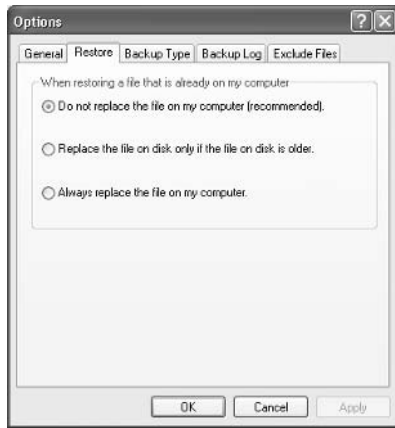 Options
General Restore Backup Type Backup Log Exclude Files
When restoring a file that is already on my computer
Do not replace the file on my computer (recommended).
Replace the file on disk only if the file on disk is older.
Always replace the file on my computer.
OK Cancel Apply